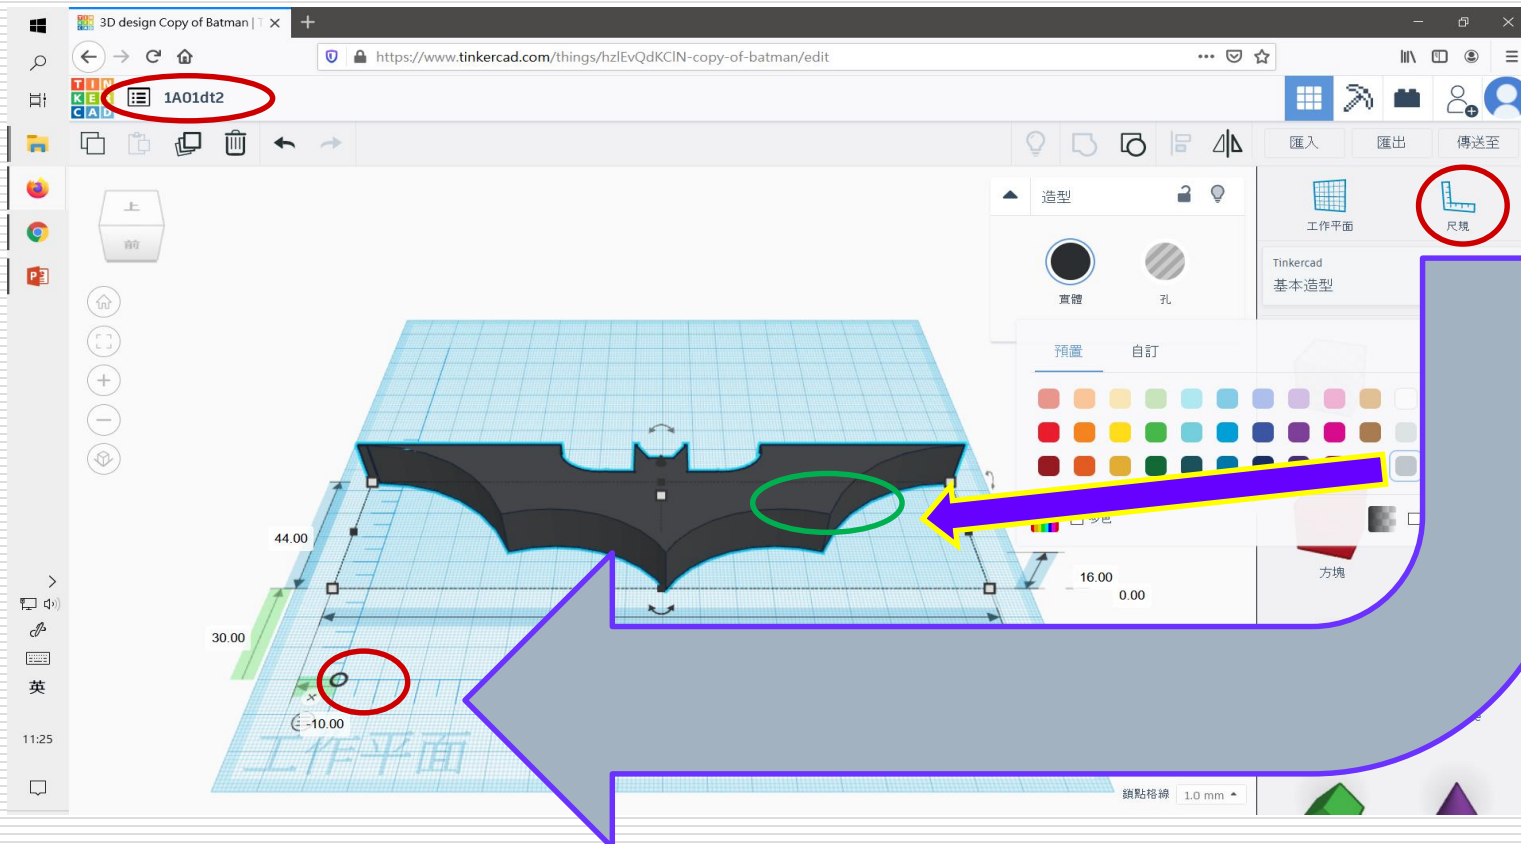 3D design Copy of Batman | T
https://www.tinkercad.com/things/hzlEvQdKClN-copy-of-batman/edit
TIN
KER
CAD
1A01dt2
匯入
匯出
傳送至
上
前
造型
實體
孔
工作平面
尺規
Tinkercad
基本造型
預置
自訂
44.00
16.00
0.00
方塊
30.00
-10.00
工作平面
英
11:25
鎖點格線
1.0 mm